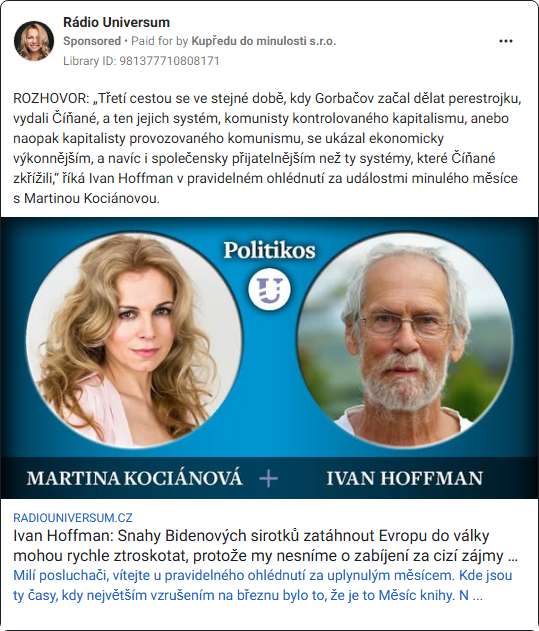 Rádio Universum
Sponsored • Paid for by Kupředu do minulosti s.r.o.
Library ID: 981377710808171
ROZHOVOR: „Třetí cestou se ve stejné době, kdy Gorbačov začal dělat perestrojku,
vydali Číňané, a ten jejich systém, komunisty kontrolovaného kapitalismu, anebo
naopak kapitalisty provozovaného komunismu, se ukázal ekonomicky
výkonnějším, a navíc i společensky přijatelnějším než ty systémy, které Číňané
zkřížili,“ říká Ivan Hoffman v pravidelném ohlédnutí za událostmi minulého měsíce
s Martinou Kociánovou.
Politikos
U
MARTINA KOCIÁNOVÁ + IVAN HOFFMAN
RADIOUNIVERSUM.CZ
Ivan Hoffman: Snahy Bidenových sirotků zatáhnout Evropu do války
mohou rychle ztroskotat, protože my nesníme o zabíjení za cizí zájmy ...
Milí posluchači, vítejte u pravidelného ohlédnutí za uplynulým měsícem. Kde jsou
ty časy, kdy největším vzrušením na březnu bylo to, že je to Měsíc knihy. N ...